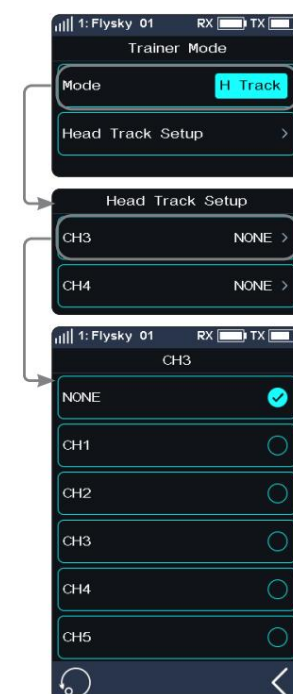 1: Flysky 01 RX TX
Trainer Mode
Mode H Track
Head Track Setup >
Head Track Setup
CH3 NONE >
CH4 NONE >
1: Flysky 01 RX TX
CH3
NONE
CH1
CH2
CH3
CH4
CH5